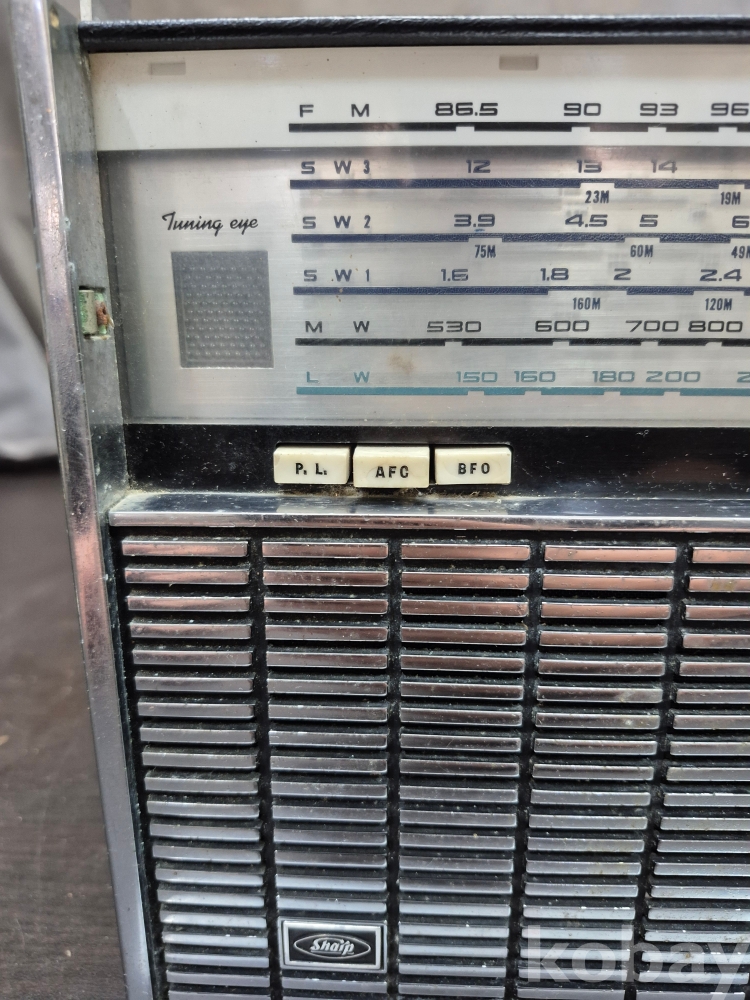 F M 86.5 90 93 96
S W 3 12 13 14
23M 19M
Tuning eye
S W 2 3.9 4.5 5 6
75M 60M 49M
S W 1 1.6 1.8 2 2.4
160M 120M
M W 530 600 700 800
L W 150 160 180 200 2
P. L. AFC BFO
Sharp
kobay